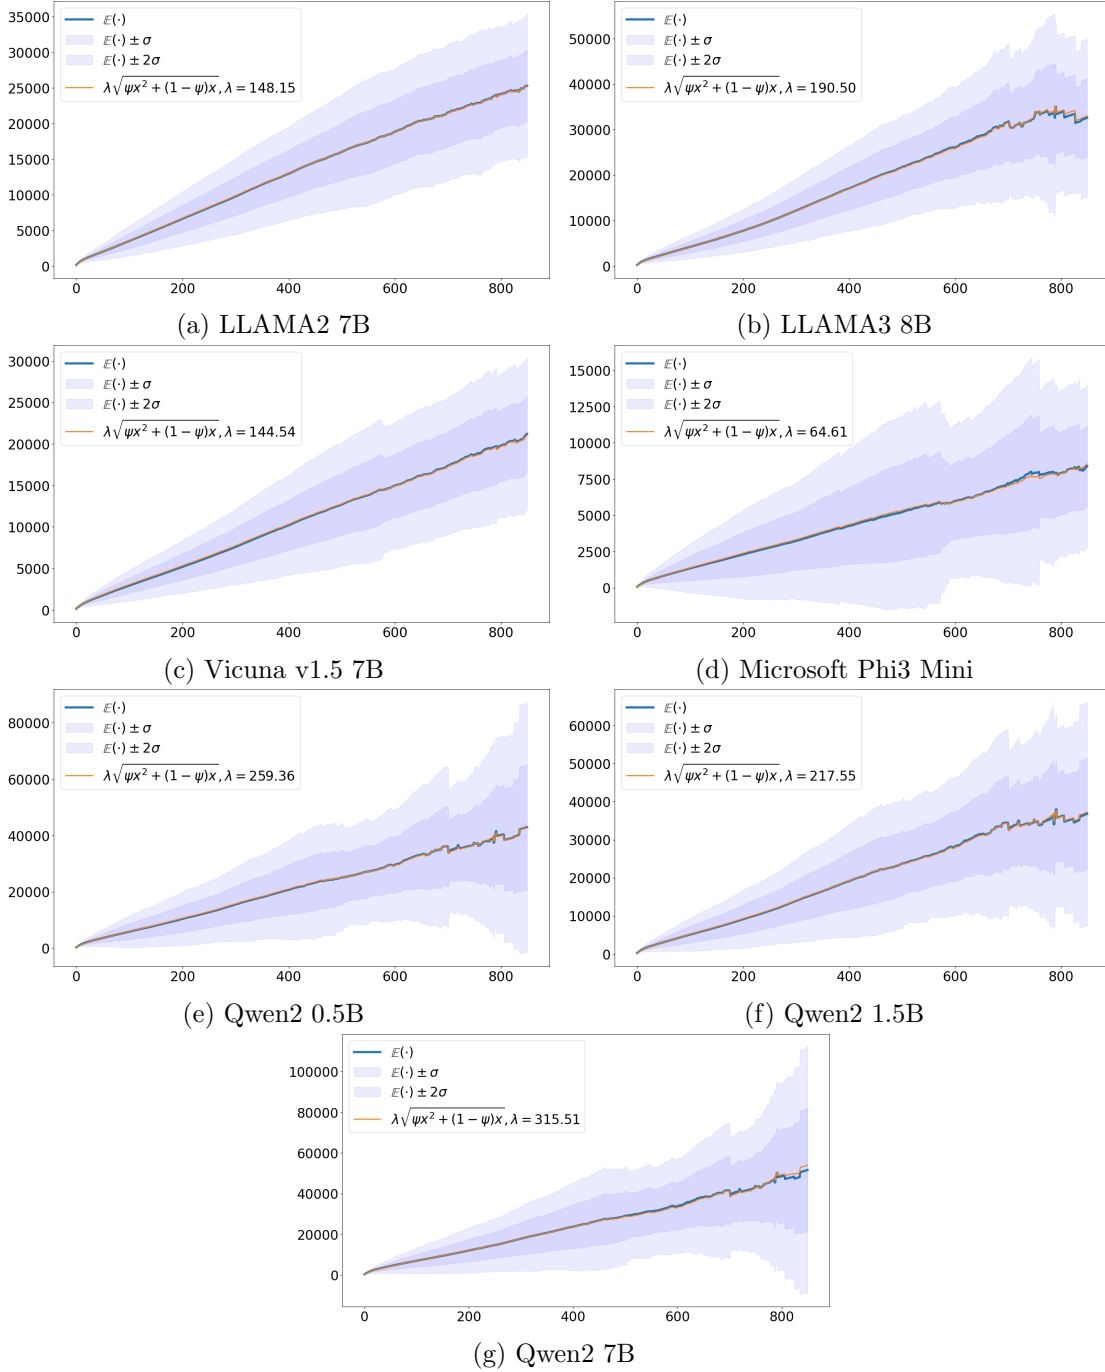 35000
30000
25000
20000
15000
10000
5000
0
𝔼(·)
𝔼(·) ± σ
𝔼(·) ± 2σ
λ√(ψx² + (1 − ψ)x), λ = 148.15
0 200 400 600 800
(a) LLAMA2 7B
50000
40000
30000
20000
10000
0
𝔼(·)
𝔼(·) ± σ
𝔼(·) ± 2σ
λ√(ψx² + (1 − ψ)x), λ = 190.50
0 200 400 600 800
(b) LLAMA3 8B
30000
25000
20000
15000
10000
5000
0
𝔼(·)
𝔼(·) ± σ
𝔼(·) ± 2σ
λ√(ψx² + (1 − ψ)x), λ = 144.54
0 200 400 600 800
(c) Vicuna v1.5 7B
15000
12500
10000
7500
5000
2500
0
𝔼(·)
𝔼(·) ± σ
𝔼(·) ± 2σ
λ√(ψx² + (1 − ψ)x), λ = 64.61
0 200 400 600 800
(d) Microsoft Phi3 Mini
80000
60000
40000
20000
0
𝔼(·)
𝔼(·) ± σ
𝔼(·) ± 2σ
λ√(ψx² + (1 − ψ)x), λ = 259.36
0 200 400 600 800
(e) Qwen2 0.5B
60000
50000
40000
30000
20000
10000
0
𝔼(·)
𝔼(·) ± σ
𝔼(·) ± 2σ
λ√(ψx² + (1 − ψ)x), λ = 217.55
0 200 400 600 800
(f) Qwen2 1.5B
100000
80000
60000
40000
20000
0
𝔼(·)
𝔼(·) ± σ
𝔼(·) ± 2σ
λ√(ψx² + (1 − ψ)x), λ = 315.51
0 200 400 600 800
(g) Qwen2 7B